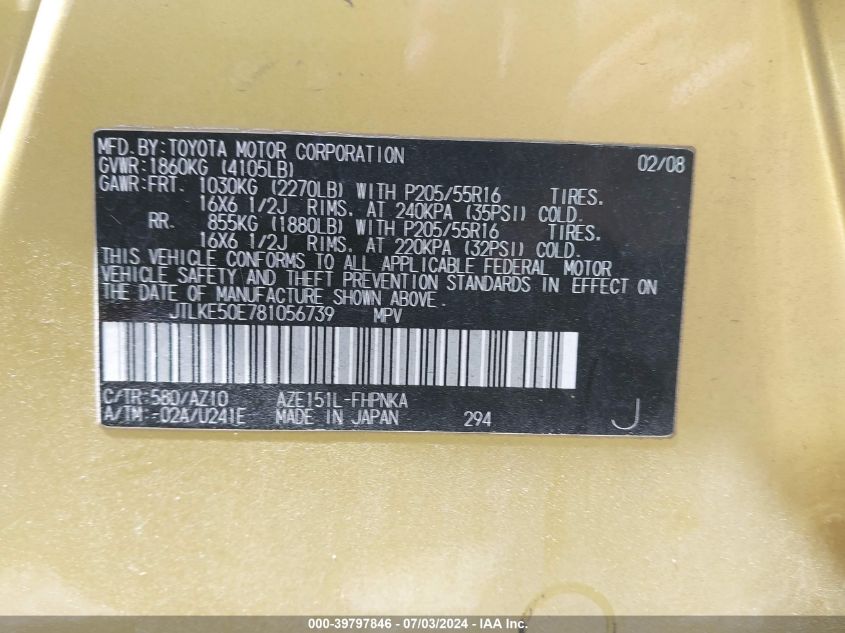 MFD. BY: TOYOTA MOTOR CORPORATION 02/08
GVWR: 1860KG (4105LB)
GAWR: FRT. 1030KG (2270LB) WITH P205/55R16 TIRES.
16X6 1/2J RIMS, AT 240KPA (35PSI) COLD.
RR. 855KG (1880LB) WITH P205/55R16 TIRES.
16X6 1/2J RIMS, AT 220KPA (32PSI) COLD.
THIS VEHICLE CONFORMS TO ALL APPLICABLE FEDERAL MOTOR
VEHICLE SAFETY AND THEFT PREVENTION STANDARDS IN EFFECT ON
THE DATE OF MANUFACTURE SHOWN ABOVE.
JTLKE50E781056739 MPV
C/TR: 580/AZ10 AZE151L-FHPNKA
A/TM: -02A/U241E MADE IN JAPAN 294 J
000-39797846 - 07/03/2024 - IAA Inc.